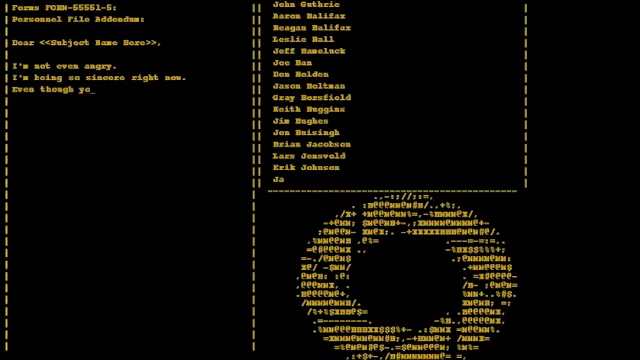 Forms FORM-55551-5:
Personnel File Addendum:
Dear <<Subject Name Here>>,
I'm not even angry.
I'm being so sincere right now.
Even though yo_
John Guthrie
Aaron Halifax
Reagan Halifax
Leslie Hall
Jeff Hameluck
Joe Han
Don Holden
Jason Holtman
Gray Horsfield
Keith Huggins
Jim Hughes
Jon Huisingh
Brian Jacobson
Lars Jensvold
Erik Johnson
Ja